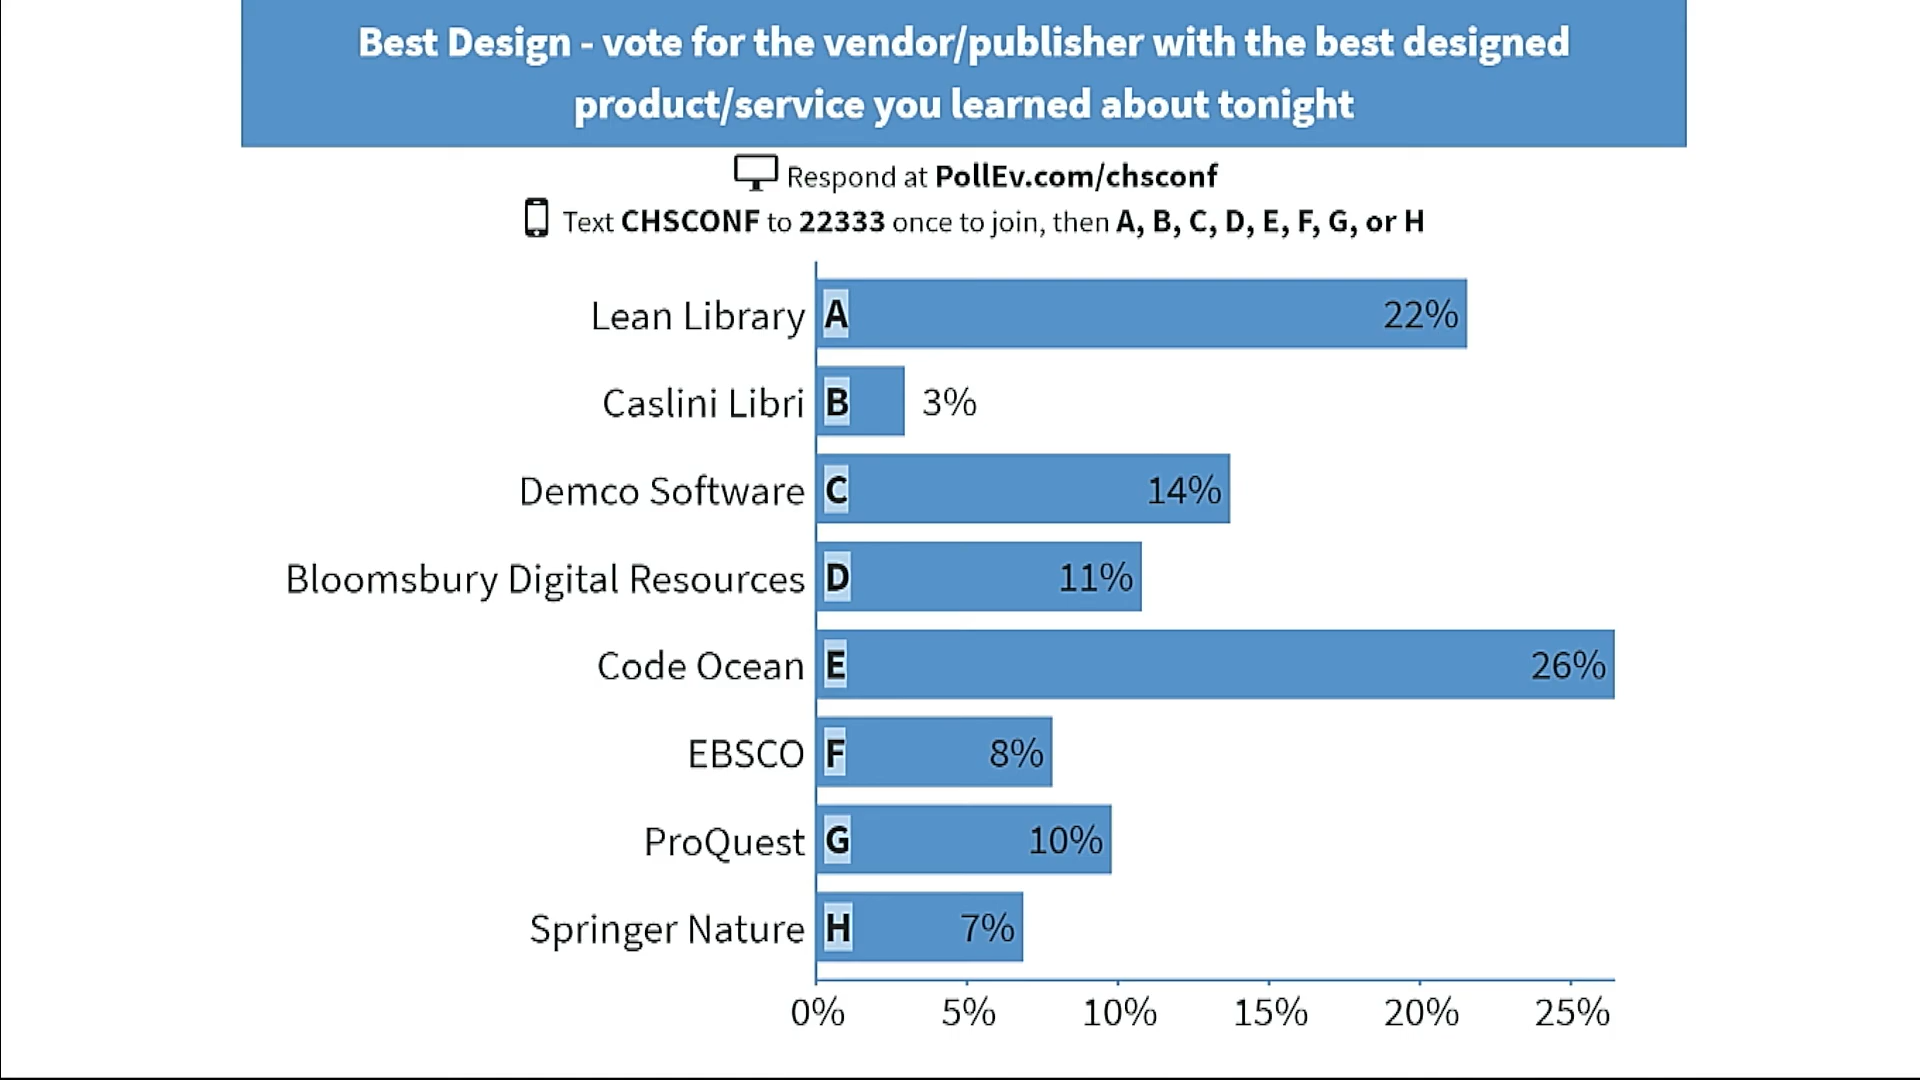 Best Design - vote for the vendor/publisher with the best designed
product/service you learned about tonight
Respond at PollEv.com/chsconf
Text CHSCONF to 22333 once to join, then A, B, C, D, E, F, G, or H
Lean Library A 22%
Caslini Libri B 3%
Demco Software C 14%
Bloomsbury Digital Resources D 11%
Code Ocean E 26%
EBSCO F 8%
ProQuest G 10%
Springer Nature H 7%
0% 5% 10% 15% 20% 25%